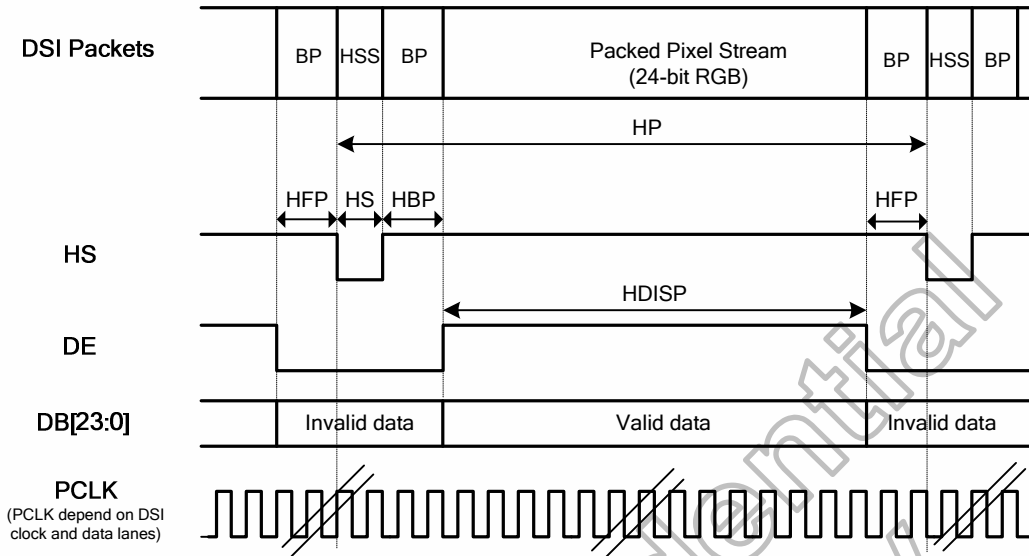 DSI Packets
BP HSS BP Packed Pixel Stream (24-bit RGB) BP HSS BP
HP
HFP HS HBP HFP
HS
HDISP
DE
DB[23:0] Invalid data Valid data Invalid data
PCLK
(PCLK depend on DSI
clock and data lanes)